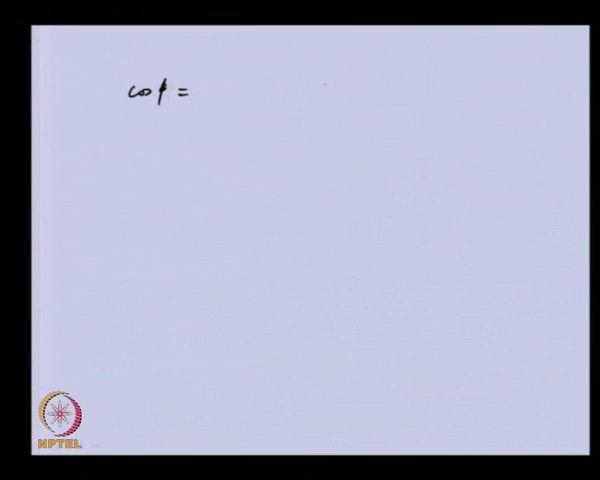 cos φ =
NPTEL